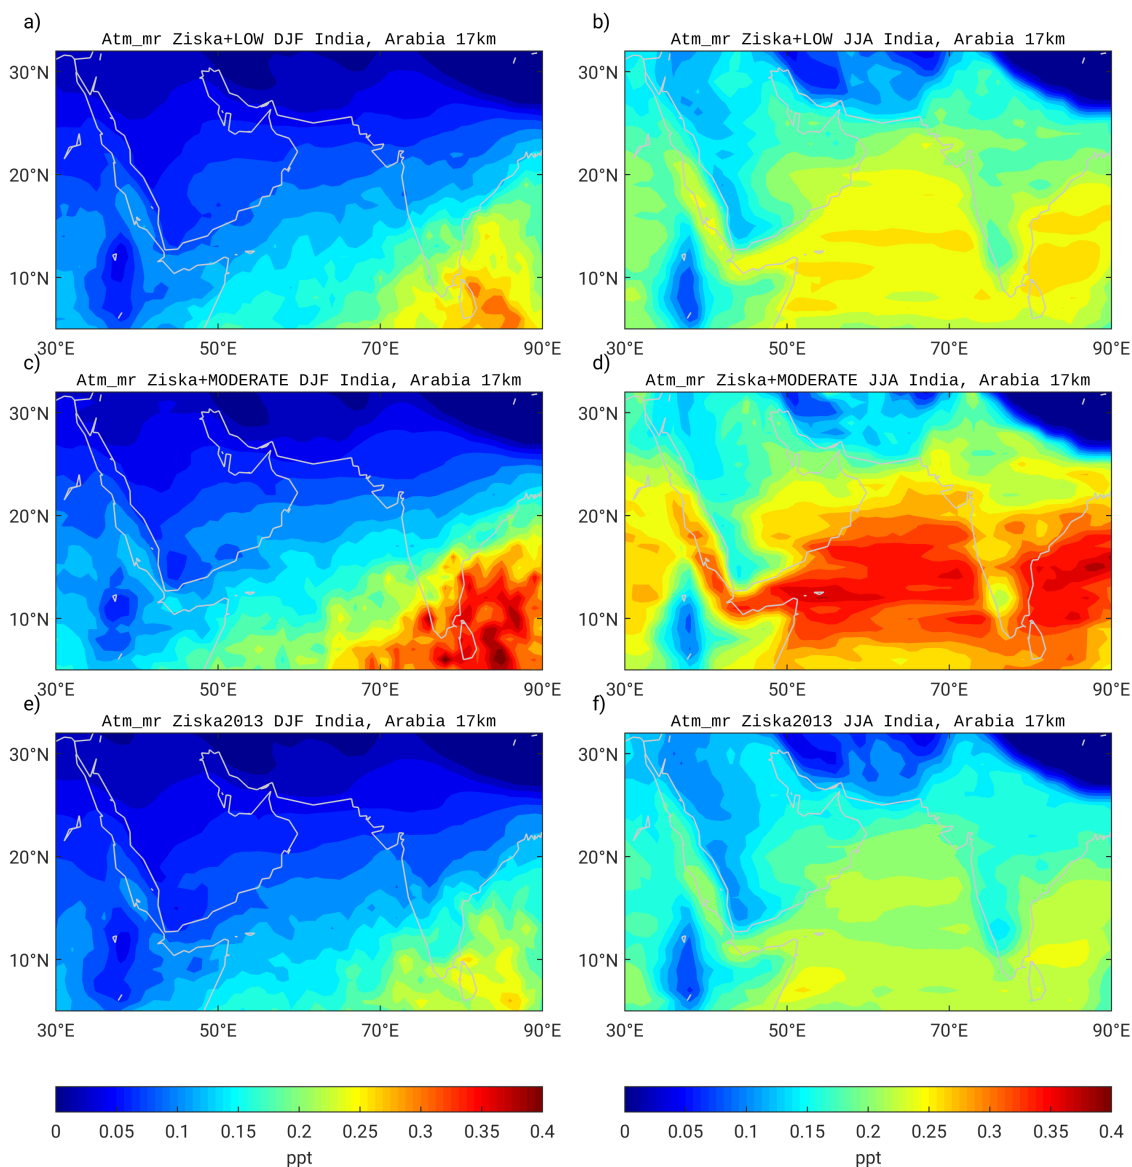 a)
Atm_mr Ziska+LOW DJF India, Arabia 17km
30°N
20°N
10°N
30°E 50°E 70°E 90°E
b)
Atm_mr Ziska+LOW JJA India, Arabia 17km
30°N
20°N
10°N
30°E 50°E 70°E 90°E
c)
Atm_mr Ziska+MODERATE DJF India, Arabia 17km
30°N
20°N
10°N
30°E 50°E 70°E 90°E
d)
Atm_mr Ziska+MODERATE JJA India, Arabia 17km
30°N
20°N
10°N
30°E 50°E 70°E 90°E
e)
Atm_mr Ziska2013 DJF India, Arabia 17km
30°N
20°N
10°N
30°E 50°E 70°E 90°E
f)
Atm_mr Ziska2013 JJA India, Arabia 17km
30°N
20°N
10°N
30°E 50°E 70°E 90°E
0 0.05 0.1 0.15 0.2 0.25 0.3 0.35 0.4
ppt
0 0.05 0.1 0.15 0.2 0.25 0.3 0.35 0.4
ppt